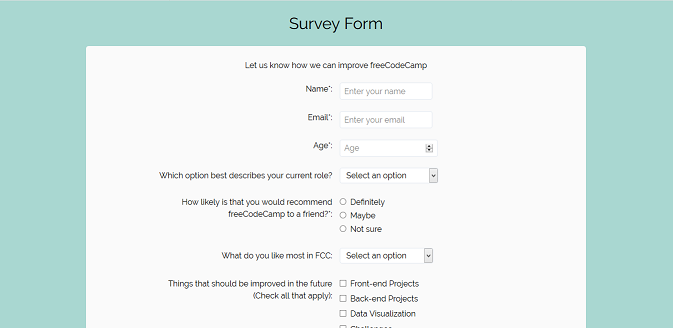 Survey Form
Let us know how we can improve freeCodeCamp
Name*: Enter your name
Email*: Enter your email
Age*: Age
Which option best describes your current role? Select an option
How likely is that you would recommend
freeCodeCamp to a friend?*:
Definitely
Maybe
Not sure
What do you like most in FCC: Select an option
Things that should be improved in the future
(Check all that apply):
Front-end Projects
Back-end Projects
Data Visualization